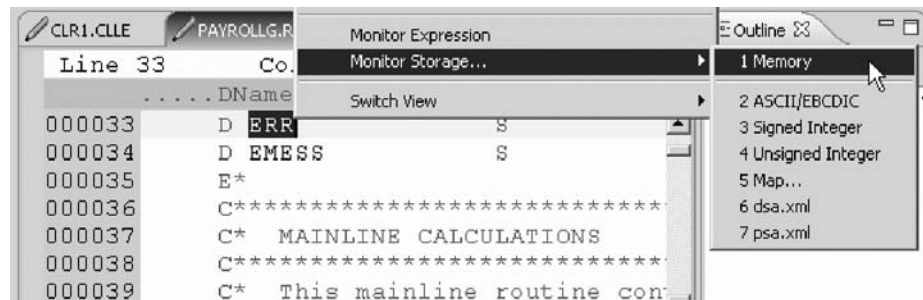 CLR1.CLLE PAYROLLG.R Outline
Monitor Expression
Monitor Storage...
Switch View
1 Memory
2 ASCII/EBCDIC
3 Signed Integer
4 Unsigned Integer
5 Map...
6 dsa.xml
7 psa.xml
Line 33 Co
.....DName
000033 D ERR S
000034 D EMESS S
000035 E*
000036 C******************************
000037 C* MAINLINE CALCULATIONS
000038 C******************************
000039 C* This mainline routine con